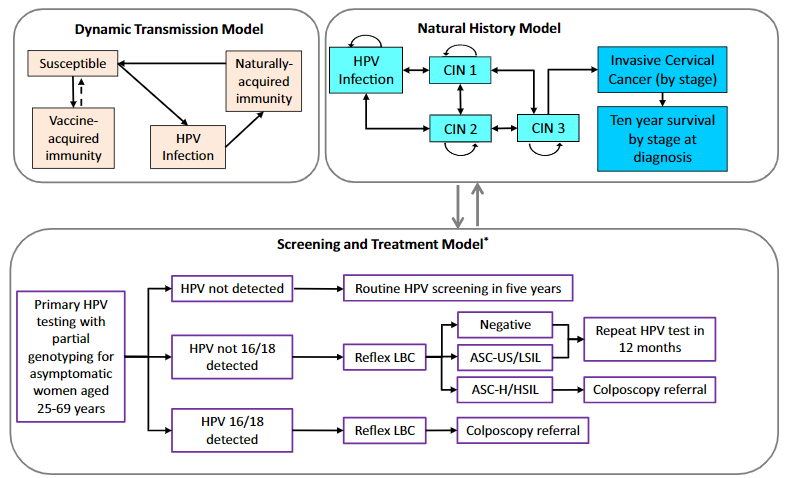 Dynamic Transmission Model
Susceptible
Naturally-
acquired
immunity
Vaccine-
acquired
immunity
HPV
Infection
Natural History Model
HPV
Infection
CIN 1
CIN 2
CIN 3
Invasive Cervical
Cancer (by stage)
Ten year survival
by stage at
diagnosis
Screening and Treatment Model*
Primary HPV
testing with
partial
genotyping for
asymptomatic
women aged
25-69 years
HPV not detected
Routine HPV screening in five years
HPV not 16/18
detected
Reflex LBC
Negative
ASC-US/LSIL
ASC-H/HSIL
Repeat HPV test in
12 months
Colposcopy referral
HPV 16/18
detected
Reflex LBC
Colposcopy referral